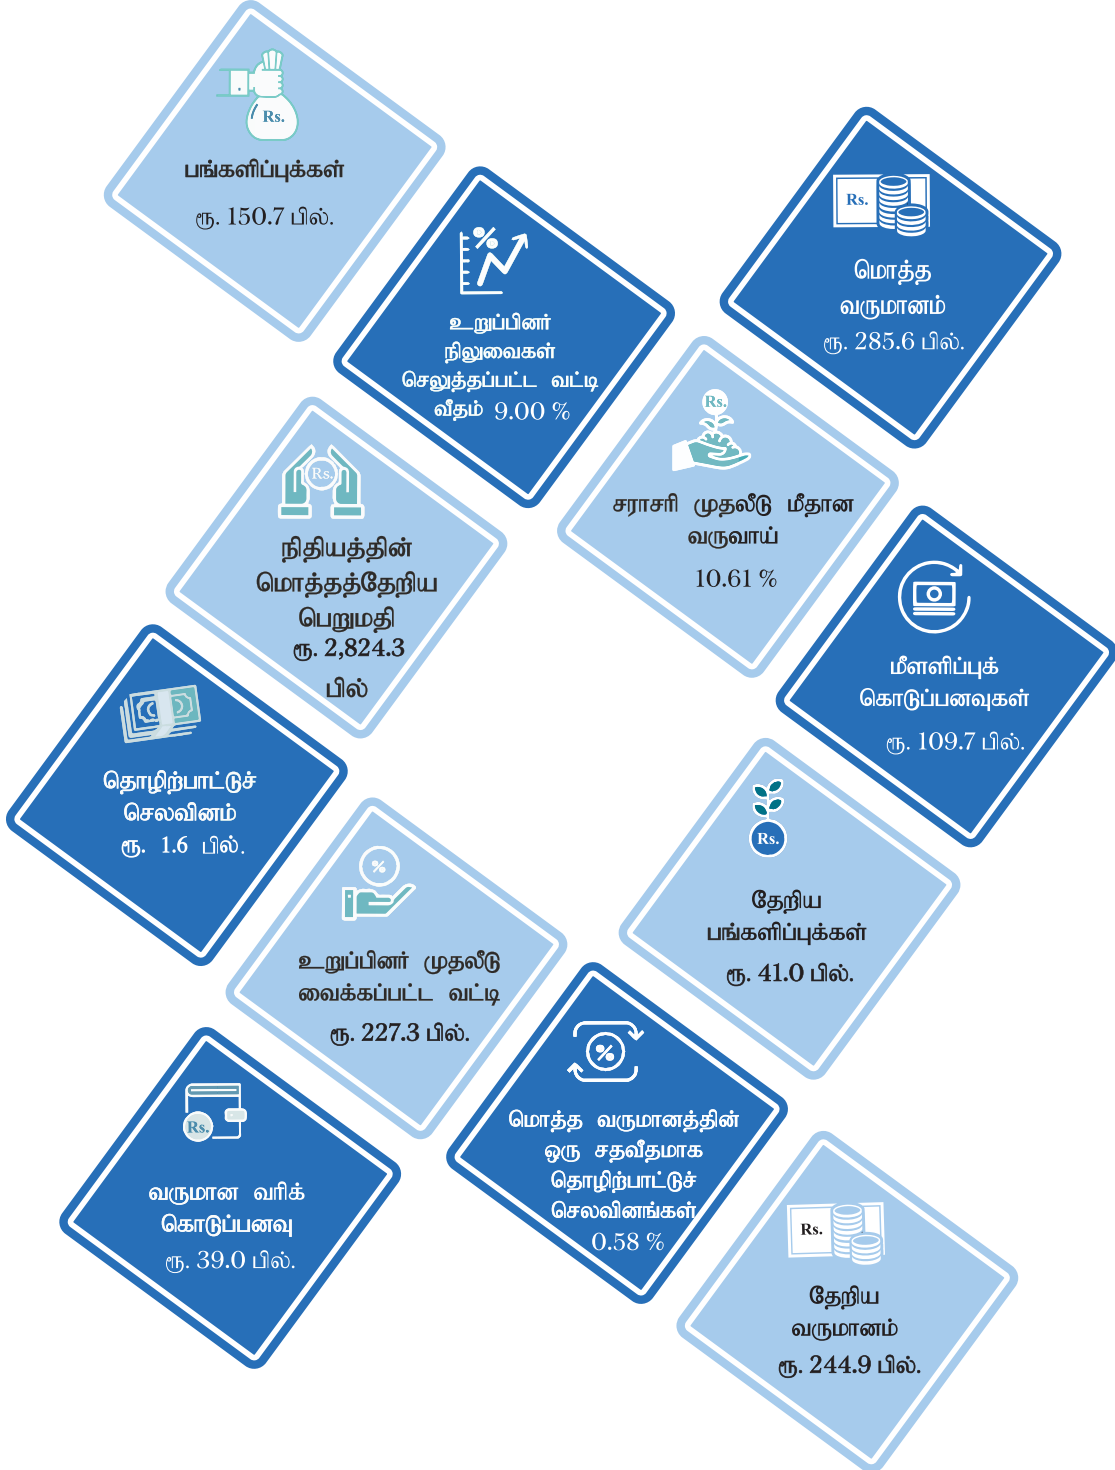 Rs.
பங்களிப்புக்கள்
ரூ. 150.7 பில்.
உறுப்பினர்
நிலுவைகள்
செலுத்தப்பட்ட வட்டி
வீதம் 9.00 %
Rs.
மொத்த
வருமானம்
ரூ. 285.6 பில்.
Rs.
நிதியத்தின்
மொத்தத்தேறிய
பெறுமதி
ரூ. 2,824.3
பில்
Rs.
சராசரி முதலீடு மீதான
வருவாய்
10.61 %
மீளளிப்புக்
கொடுப்பனவுகள்
ரூ. 109.7 பில்.
தொழிற்பாட்டுச்
செலவினம்
ரூ. 1.6 பில்.
%
உறுப்பினர் முதலீடு
வைக்கப்பட்ட வட்டி
ரூ. 227.3 பில்.
Rs.
தேறிய
பங்களிப்புக்கள்
ரூ. 41.0 பில்.
Rs.
வருமான வரிக்
கொடுப்பனவு
ரூ. 39.0 பில்.
%
மொத்த வருமானத்தின்
ஒரு சதவீதமாக
தொழிற்பாட்டுச்
செலவினங்கள்
0.58 %
Rs.
தேறிய
வருமானம்
ரூ. 244.9 பில்.